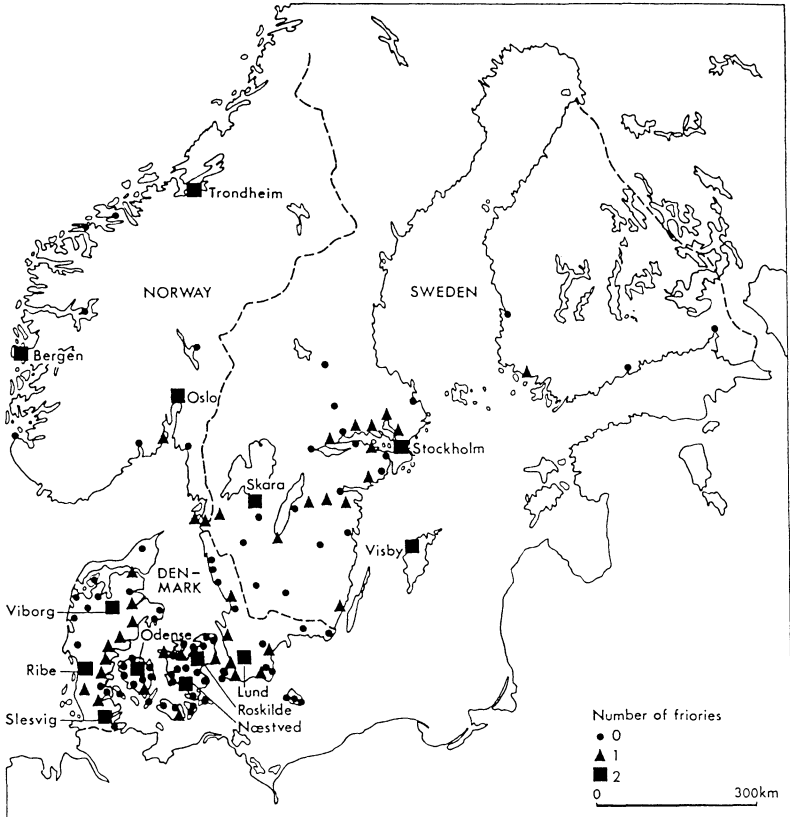 Trondheim
NORWAY
SWEDEN
Bergen
Oslo
Stockholm
Skara
Visby
DEN-
MARK
Viborg
Odense
Ribe
Lund
Roskilde
Slesvig
Næstved
Number of friories
0
1
2
0 300km